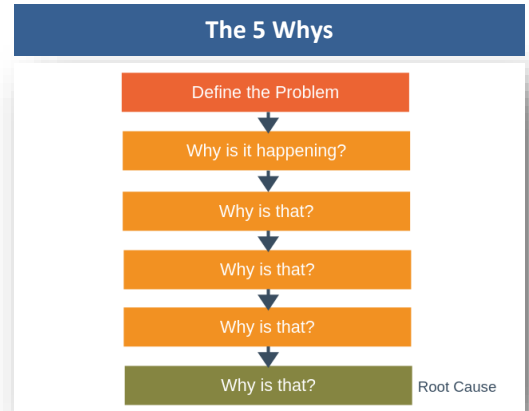 The 5 Whys
Define the Problem
Why is it happening?
Why is that?
Why is that?
Why is that?
Why is that?
Root Cause